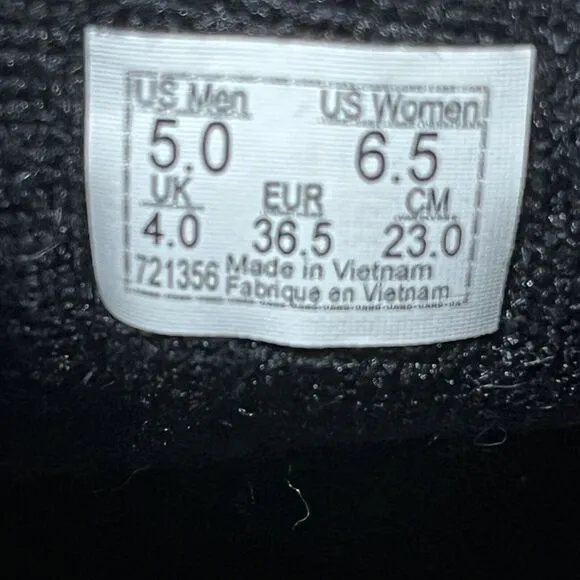 US Men US Women
5.0 6.5
UK EUR CM
4.0 36.5 23.0
721356 Made in Vietnam
Fabrique en Vietnam